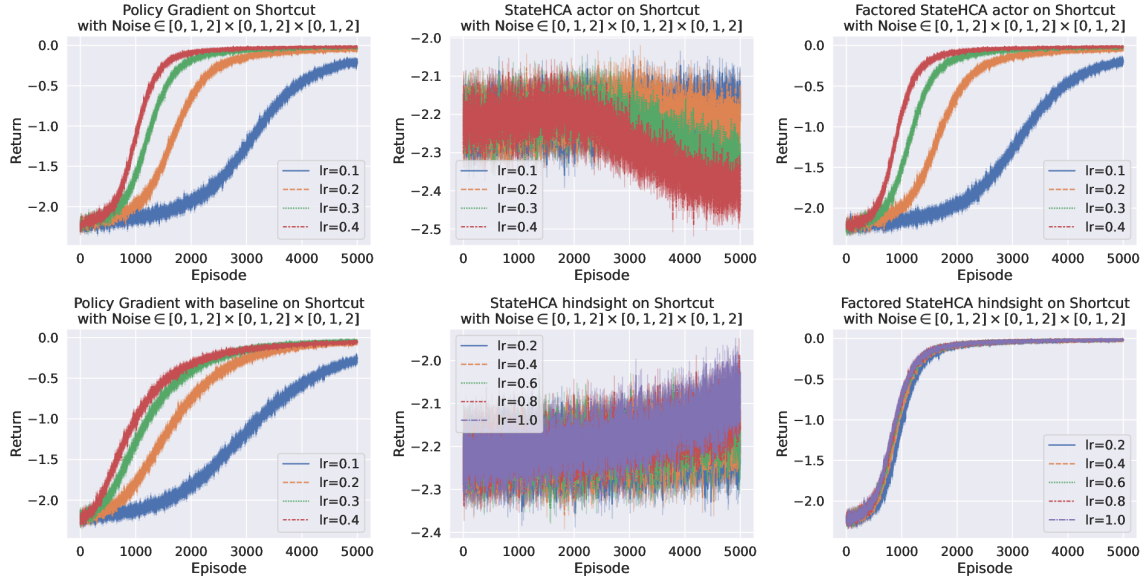 Policy Gradient on Shortcut
with Noise ∈ [0, 1, 2] × [0, 1, 2] × [0, 1, 2]
0.0
−0.5
−1.0
−1.5
−2.0
Return
lr=0.1
lr=0.2
lr=0.3
lr=0.4
0 1000 2000 3000 4000 5000
Episode
StateHCA actor on Shortcut
with Noise ∈ [0, 1, 2] × [0, 1, 2] × [0, 1, 2]
−2.0
−2.1
−2.2
−2.3
−2.4
−2.5
Return
lr=0.1
lr=0.2
lr=0.3
lr=0.4
0 1000 2000 3000 4000 5000
Episode
Factored StateHCA actor on Shortcut
with Noise ∈ [0, 1, 2] × [0, 1, 2] × [0, 1, 2]
0.0
−0.5
−1.0
−1.5
−2.0
Return
lr=0.1
lr=0.2
lr=0.3
lr=0.4
0 1000 2000 3000 4000 5000
Episode
Policy Gradient with baseline on Shortcut
with Noise ∈ [0, 1, 2] × [0, 1, 2] × [0, 1, 2]
0.0
−0.5
−1.0
−1.5
−2.0
Return
lr=0.1
lr=0.2
lr=0.3
lr=0.4
0 1000 2000 3000 4000 5000
Episode
StateHCA hindsight on Shortcut
with Noise ∈ [0, 1, 2] × [0, 1, 2] × [0, 1, 2]
−2.0
−2.1
−2.2
−2.3
−2.4
Return
lr=0.2
lr=0.4
lr=0.6
lr=0.8
lr=1.0
0 1000 2000 3000 4000 5000
Episode
Factored StateHCA hindsight on Shortcut
with Noise ∈ [0, 1, 2] × [0, 1, 2] × [0, 1, 2]
0.0
−0.5
−1.0
−1.5
−2.0
Return
lr=0.2
lr=0.4
lr=0.6
lr=0.8
lr=1.0
0 1000 2000 3000 4000 5000
Episode